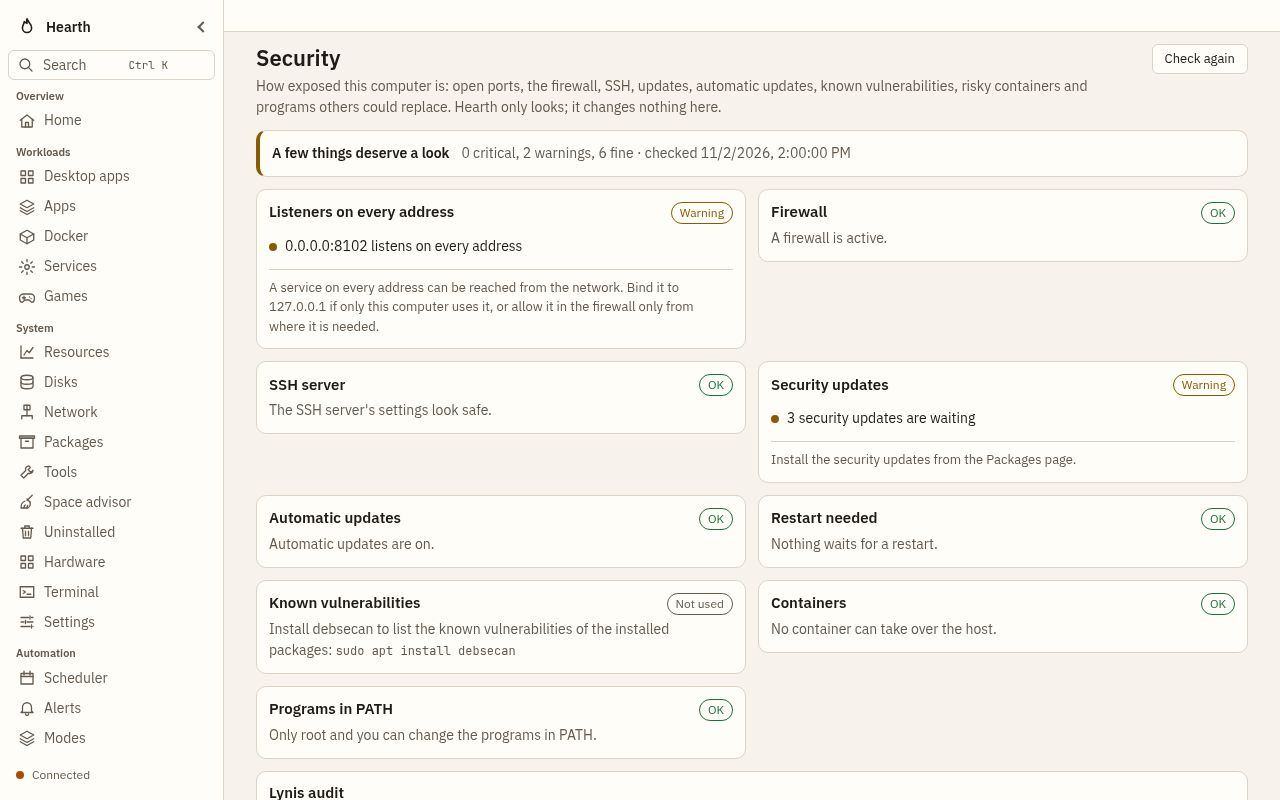 Hearth
Search Ctrl K
Overview
Home
Workloads
Desktop apps
Apps
Docker
Services
Games
System
Resources
Disks
Network
Packages
Tools
Space advisor
Uninstalled
Hardware
Terminal
Settings
Automation
Scheduler
Alerts
Modes
Connected
Security
Check again
How exposed this computer is: open ports, the firewall, SSH, updates, automatic updates, known vulnerabilities, risky containers and
programs others could replace. Hearth only looks; it changes nothing here.
A few things deserve a look 0 critical, 2 warnings, 6 fine · checked 11/2/2026, 2:00:00 PM
Listeners on every address Warning
0.0.0.0:8102 listens on every address
A service on every address can be reached from the network. Bind it to
127.0.0.1 if only this computer uses it, or allow it in the firewall only from
where it is needed.
Firewall OK
A firewall is active.
SSH server OK
The SSH server's settings look safe.
Security updates Warning
3 security updates are waiting
Install the security updates from the Packages page.
Automatic updates OK
Automatic updates are on.
Restart needed OK
Nothing waits for a restart.
Known vulnerabilities Not used
Install debsecan to list the known vulnerabilities of the installed
packages: sudo apt install debsecan
Containers OK
No container can take over the host.
Programs in PATH OK
Only root and you can change the programs in PATH.
Lynis audit